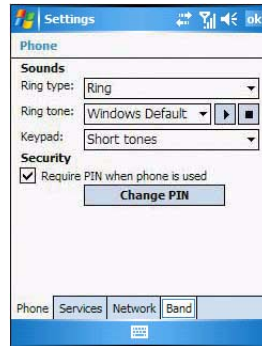 Settings
ok
Phone
Sounds
Ring type: Ring
Ring tone: Windows Default
Keypad: Short tones
Security
Require PIN when phone is used
Change PIN
Phone Services Network Band